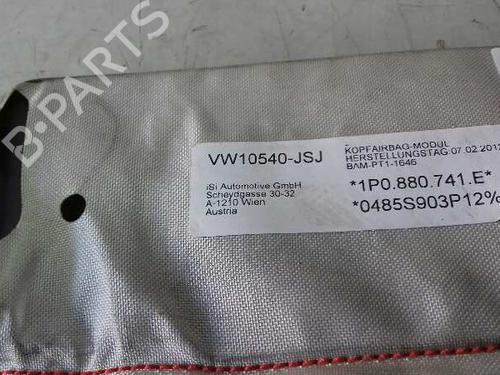 VW10540-JSJ
iSi Automotive GmbH
Scheydgasse 30-32
A-1210 Wien
Austria
KOPFAIRBAG-MODUL
HERSTELLUNGSTAG:07.02.2012
BAM-PT1-1646
*1P0.880.741.E*
*0485S903P12%